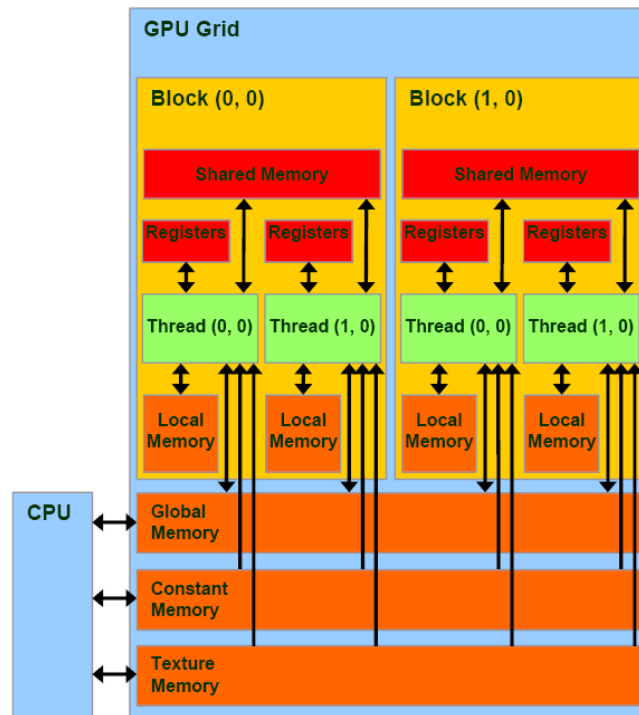 GPU Grid
Block (0, 0)
Block (1, 0)
Shared Memory
Shared Memory
Registers
Registers
Registers
Registers
Thread (0, 0)
Thread (1, 0)
Thread (0, 0)
Thread (1, 0)
Local
Memory
Local
Memory
Local
Memory
Local
Memory
CPU
Global
Memory
Constant
Memory
Texture
Memory